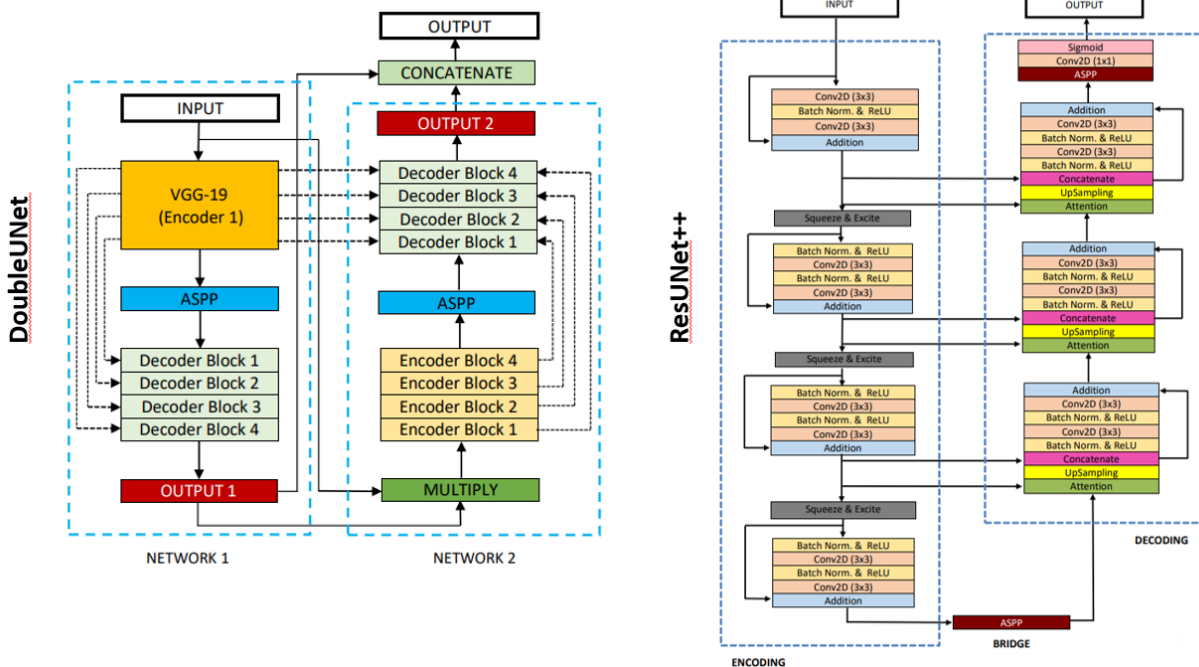 DoubleUNet
OUTPUT
CONCATENATE
INPUT
OUTPUT 2
VGG-19
(Encoder 1)
Decoder Block 4
Decoder Block 3
Decoder Block 2
Decoder Block 1
ASPP
ASPP
Decoder Block 1
Decoder Block 2
Decoder Block 3
Decoder Block 4
Encoder Block 4
Encoder Block 3
Encoder Block 2
Encoder Block 1
OUTPUT 1
MULTIPLY
NETWORK 1
NETWORK 2
ResUNet++
INPUT
Conv2D (3x3)
Batch Norm. & ReLU
Conv2D (3x3)
Addition
Squeeze & Excite
Batch Norm. & ReLU
Conv2D (3x3)
Batch Norm. & ReLU
Conv2D (3x3)
Addition
Squeeze & Excite
Batch Norm. & ReLU
Conv2D (3x3)
Batch Norm. & ReLU
Conv2D (3x3)
Addition
Squeeze & Excite
Batch Norm. & ReLU
Conv2D (3x3)
Batch Norm. & ReLU
Conv2D (3x3)
Addition
ENCODING
ASPP
BRIDGE
OUTPUT
Sigmoid
Conv2D (1x1)
ASPP
Addition
Conv2D (3x3)
Batch Norm. & ReLU
Conv2D (3x3)
Batch Norm. & ReLU
Concatenate
UpSampling
Attention
Addition
Conv2D (3x3)
Batch Norm. & ReLU
Conv2D (3x3)
Batch Norm. & ReLU
Concatenate
UpSampling
Attention
Addition
Conv2D (3x3)
Batch Norm. & ReLU
Conv2D (3x3)
Batch Norm. & ReLU
Concatenate
UpSampling
Attention
DECODING